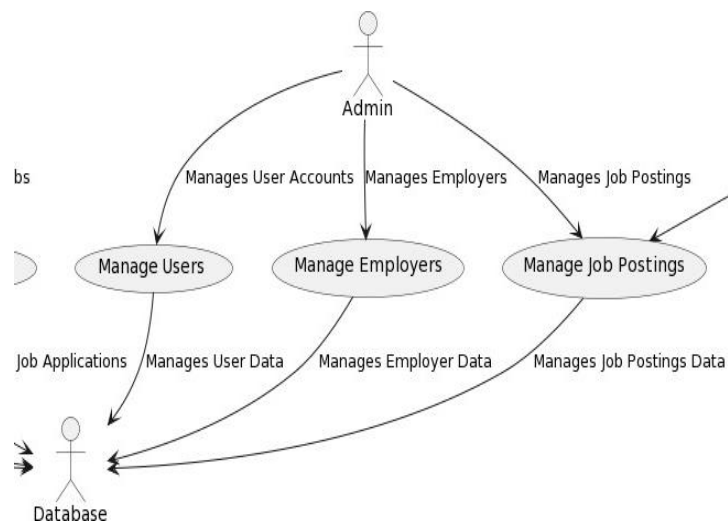 Admin
bs
Manages User Accounts
Manages Employers
Manages Job Postings
Manage Users
Manage Employers
Manage Job Postings
Job Applications
Manages User Data
Manages Employer Data
Manages Job Postings Data
Database